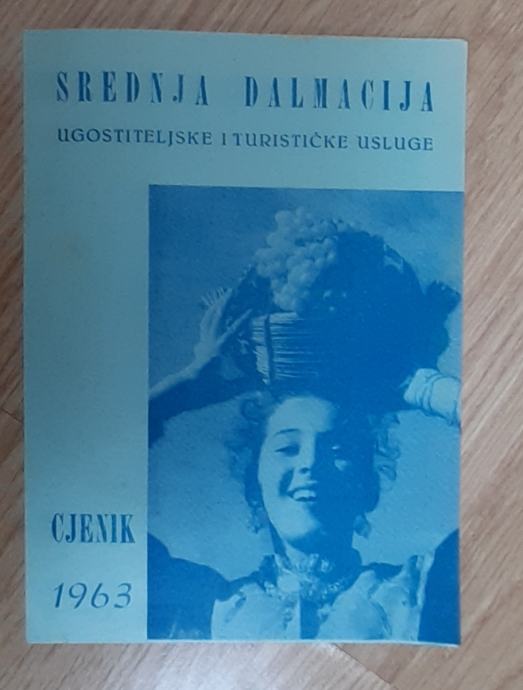 SREDNJA DALMACIJA
UGOSTITELJSKE I TURISTIČKE USLUGE
CJENIK
1963